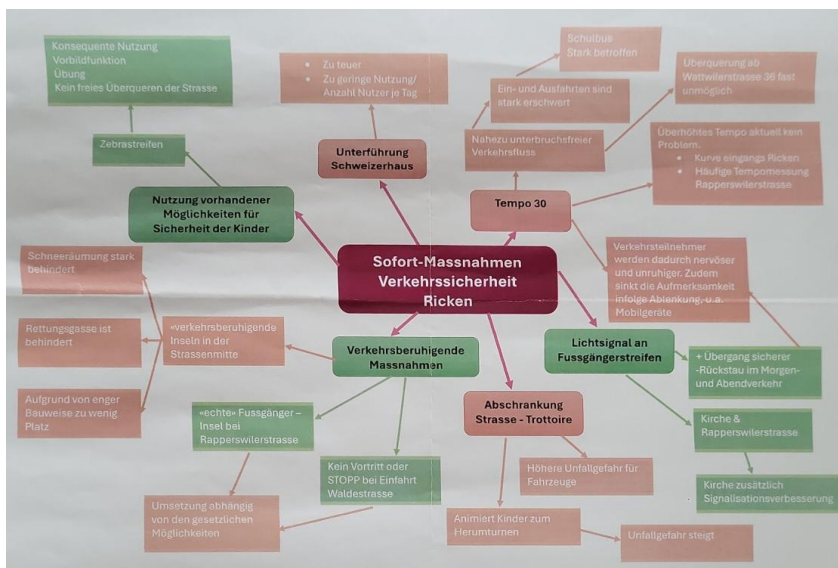 Konsequente Nutzung
Vorbildfunktion
Übung
Kein freies Überqueren der Strasse
Zebrastreifen
Nutzung vorhandener
Möglichkeiten für
Sicherheit der Kinder
• Zu teuer
• Zu geringe Nutzung/
Anzahl Nutzer je Tag
Unterführung
Schweizerhaus
Schulbus
Stark betroffen
Ein- und Ausfahrten sind
stark erschwert
Nahezu unterbruchsfreier
Verkehrsfluss
Überquerung ab
Wattwilerstrasse 36 fast
unmöglich
Überhöhtes Tempo aktuell kein
Problem.
• Kurve eingangs Ricken
• Häufige Tempomessung
Rapperswilerstrasse
Tempo 30
Sofort-Massnahmen
Verkehrssicherheit
Ricken
Verkehrsteilnehmer
werden dadurch nervöser
und unruhiger. Zudem
sinkt die Aufmerksamkeit
infolge Ablenkung, u.a.
Mobilgeräte
Schneeräumung stark
behindert
Rettungsgasse ist
behindert
Aufgrund von enger
Bauweise zu wenig
Platz
«verkehrsberuhigende
Inseln in der
Strassenmitte
Verkehrsberuhigende
Massnahmen
Lichtsignal an
Fussgängerstreifen
+ Übergang sicherer
-Rückstau im Morgen-
und Abendverkehr
Kirche &
Rapperswilerstrasse
Kirche zusätzlich
Signalisationsverbesserung
«echte» Fussgänger –
Insel bei
Rapperswilerstrasse
Kein Vortritt oder
STOPP bei Einfahrt
Waldestrasse
Umsetzung abhängig
von den gesetzlichen
Möglichkeiten
Abschrankung
Strasse - Trottoire
Höhere Unfallgefahr für
Fahrzeuge
Animiert Kinder zum
Herumturnen
Unfallgefahr steigt